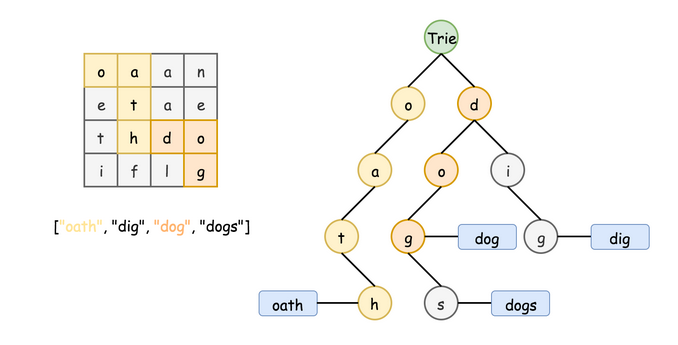 Trie
o a a n
e t a e
t h d o
i f l g
["oath", "dig", "dog", "dogs"]
o d
a o i
t g dog g dig
oath h s dogs